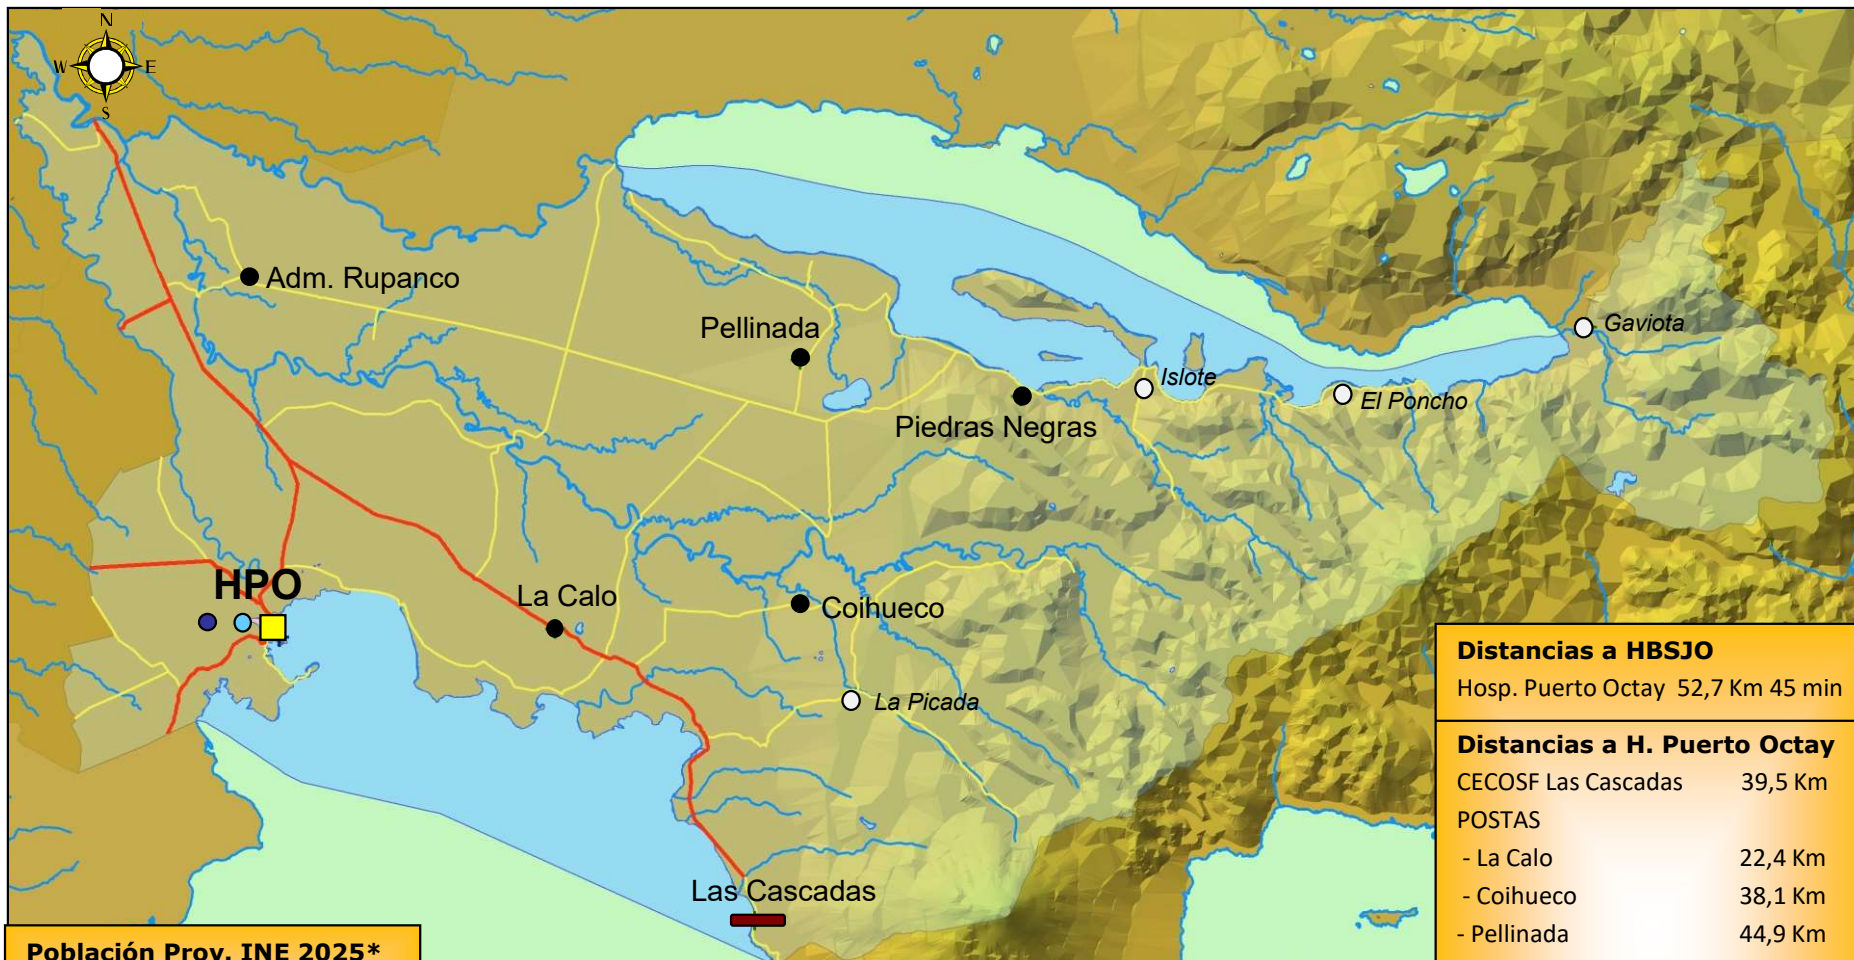 N
W E
S
Adm. Rupanco
Pellinada
Gaviota
Islote
El Poncho
Piedras Negras
HPO
La Calo
Coihueco
La Picada
Las Cascadas
Distancias a HBSJO
Hosp. Puerto Octay 52,7 Km 45 min
Distancias a H. Puerto Octay
CECOSF Las Cascadas 39,5 Km
POSTAS
- La Calo 22,4 Km
- Coihueco 38,1 Km
- Pellinada 44,9 Km
Población Proy. INE 2025*